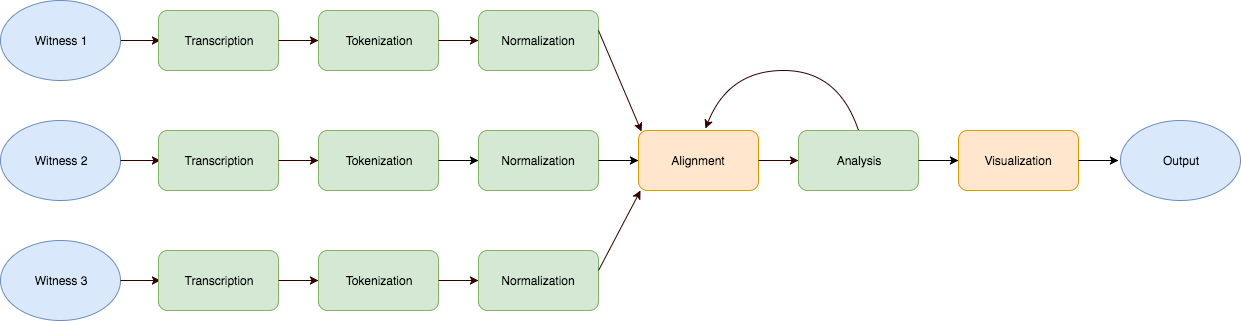 Witness 1
Transcription
Tokenization
Normalization
Witness 2
Transcription
Tokenization
Normalization
Alignment
Analysis
Visualization
Output
Witness 3
Transcription
Tokenization
Normalization